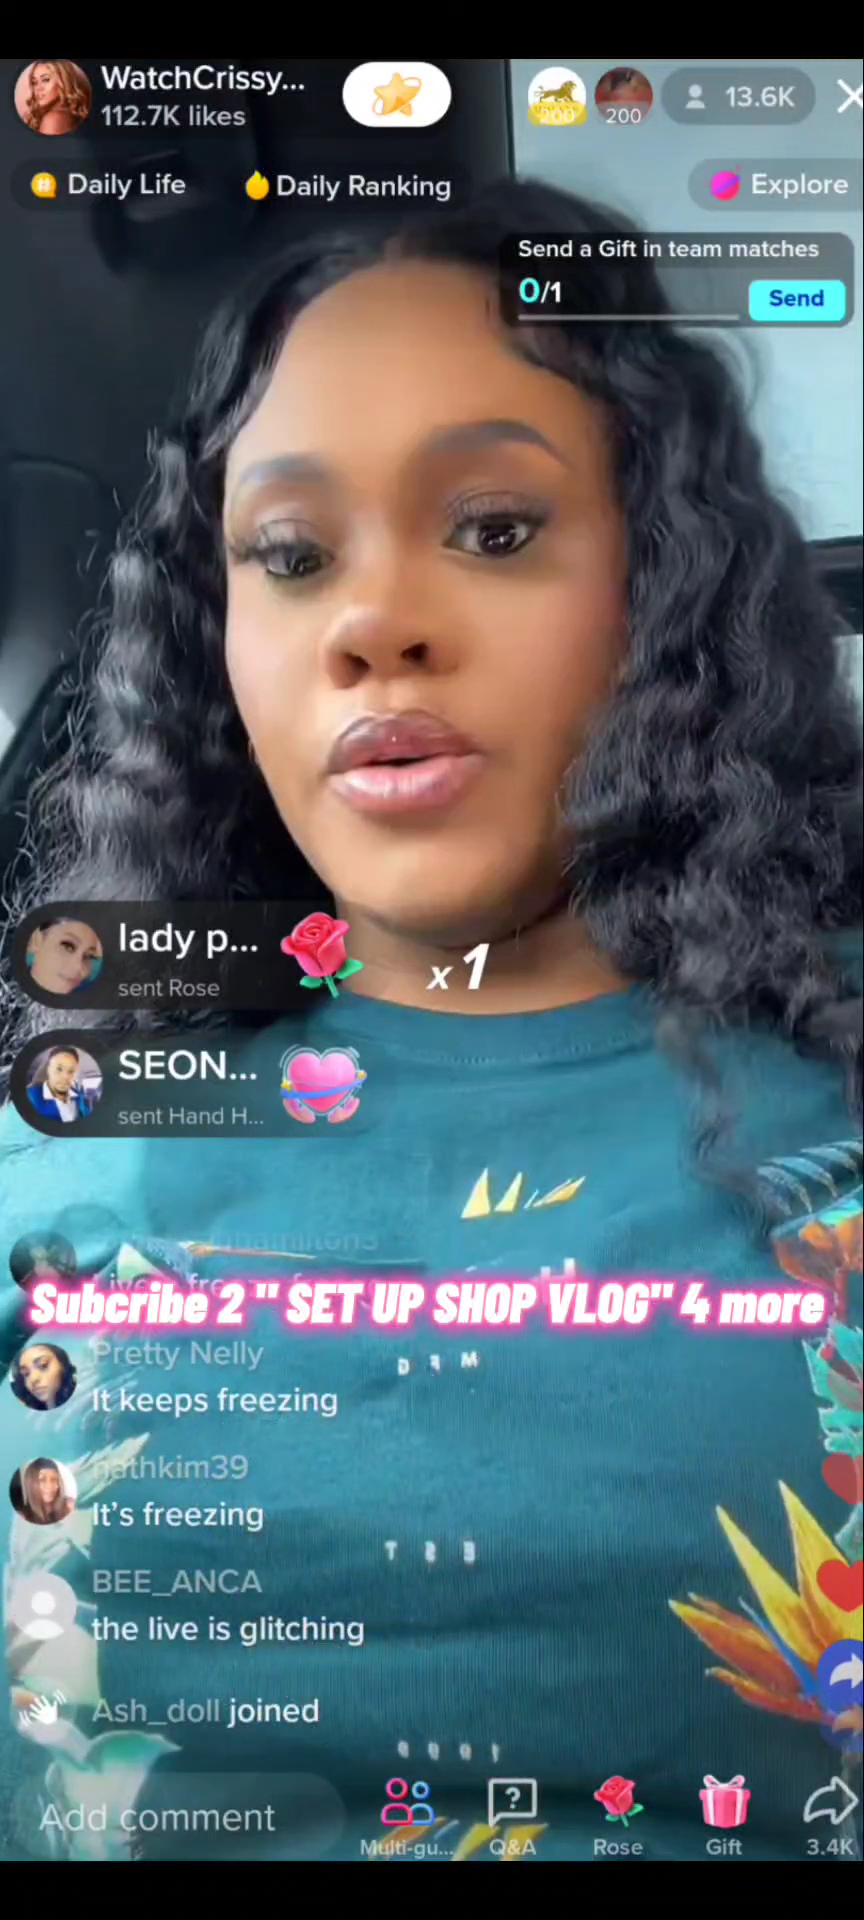 WatchCrissy...
112.7K likes
200
200
13.6K
Daily Life
Daily Ranking
Explore
Send a Gift in team matches
0/1
Send
lady p...
sent Rose
x1
SEON...
sent Hand H...
Subcribe 2 " SET UP SHOP VLOG" 4 more
Pretty Nelly
It keeps freezing
nathkim39
It's freezing
BEE_ANCA
the live is glitching
Ash_doll joined
Add comment
Multi-gu...
Q&A
Rose
Gift
3.4K